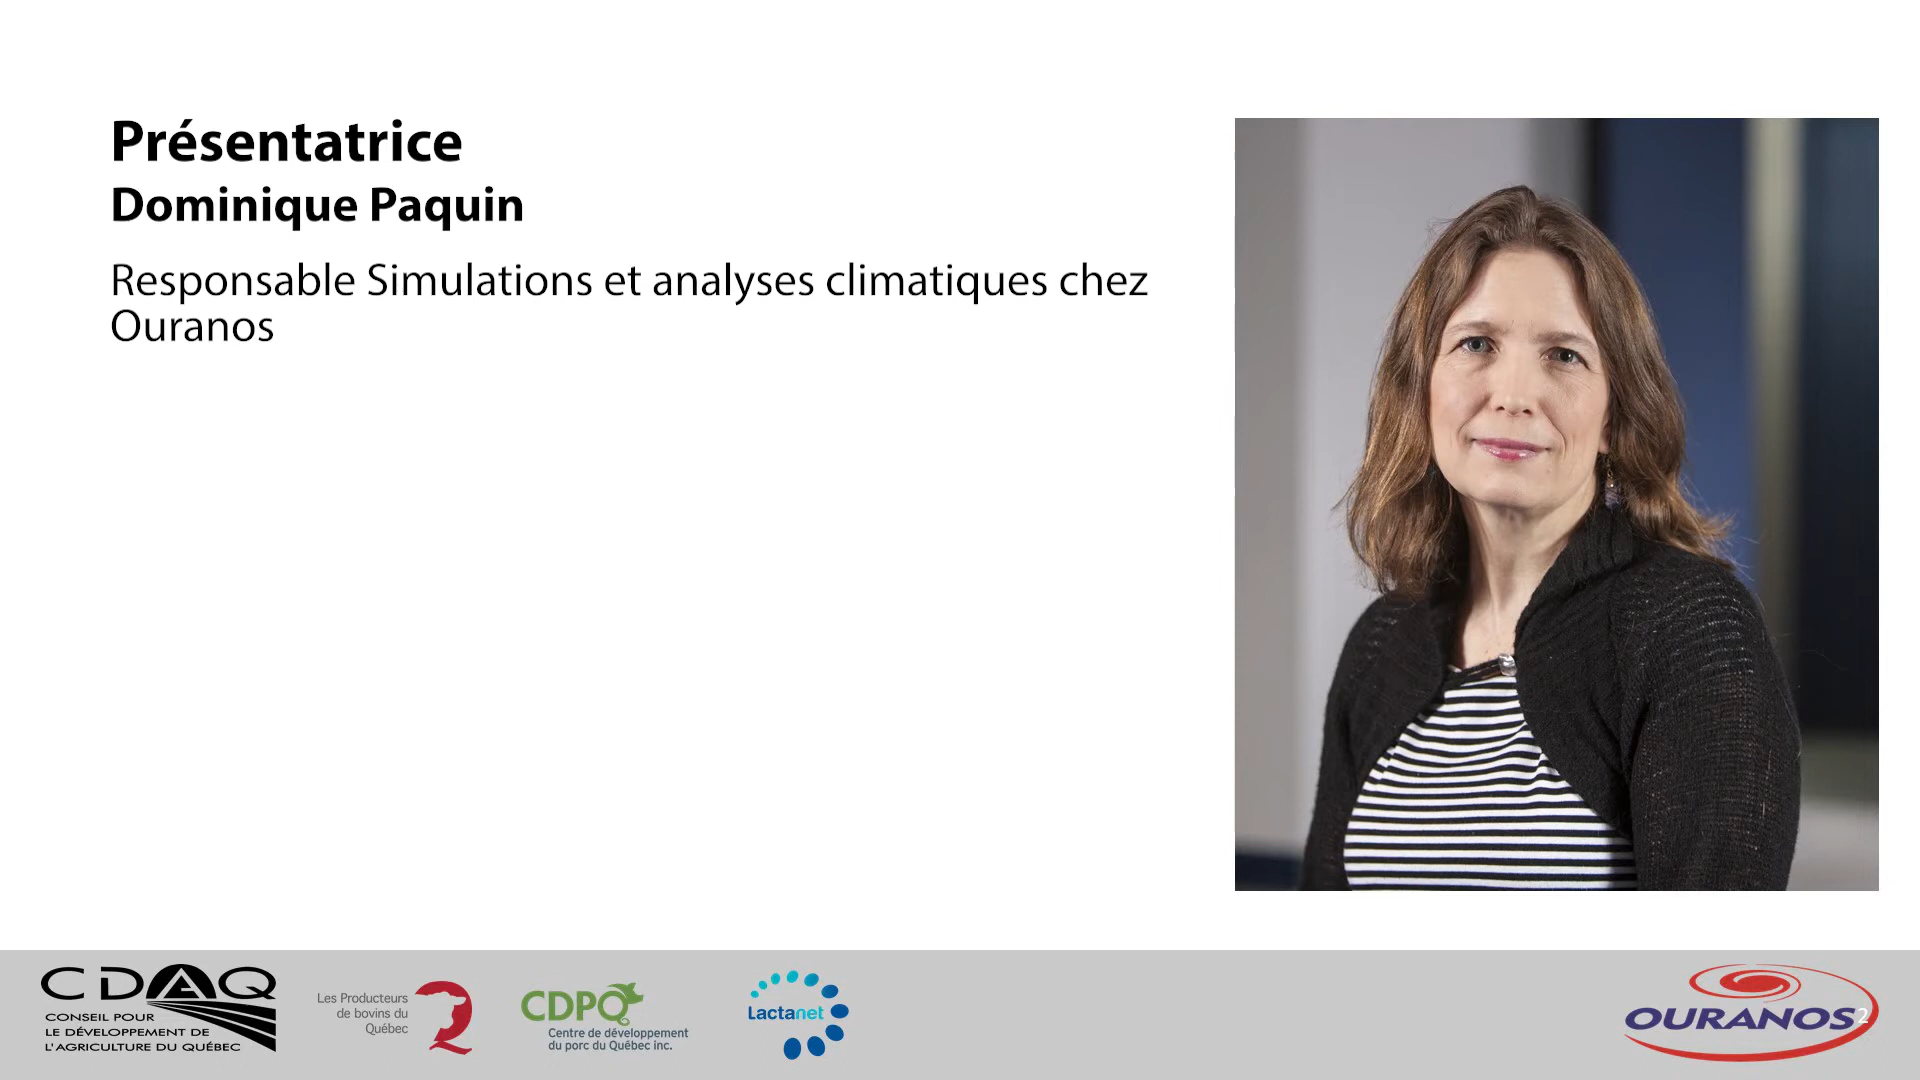 Présentatrice
Dominique Paquin
Responsable Simulations et analyses climatiques chez
Ouranos
CDAQ
CONSEIL POUR
LE DÉVELOPPEMENT DE
L'AGRICULTURE DU QUÉBEC
Les Producteurs
de bovins du
Québec
CDPQ
Centre de développement
du porc du Québec inc.
Lactanet
OURANOS
2